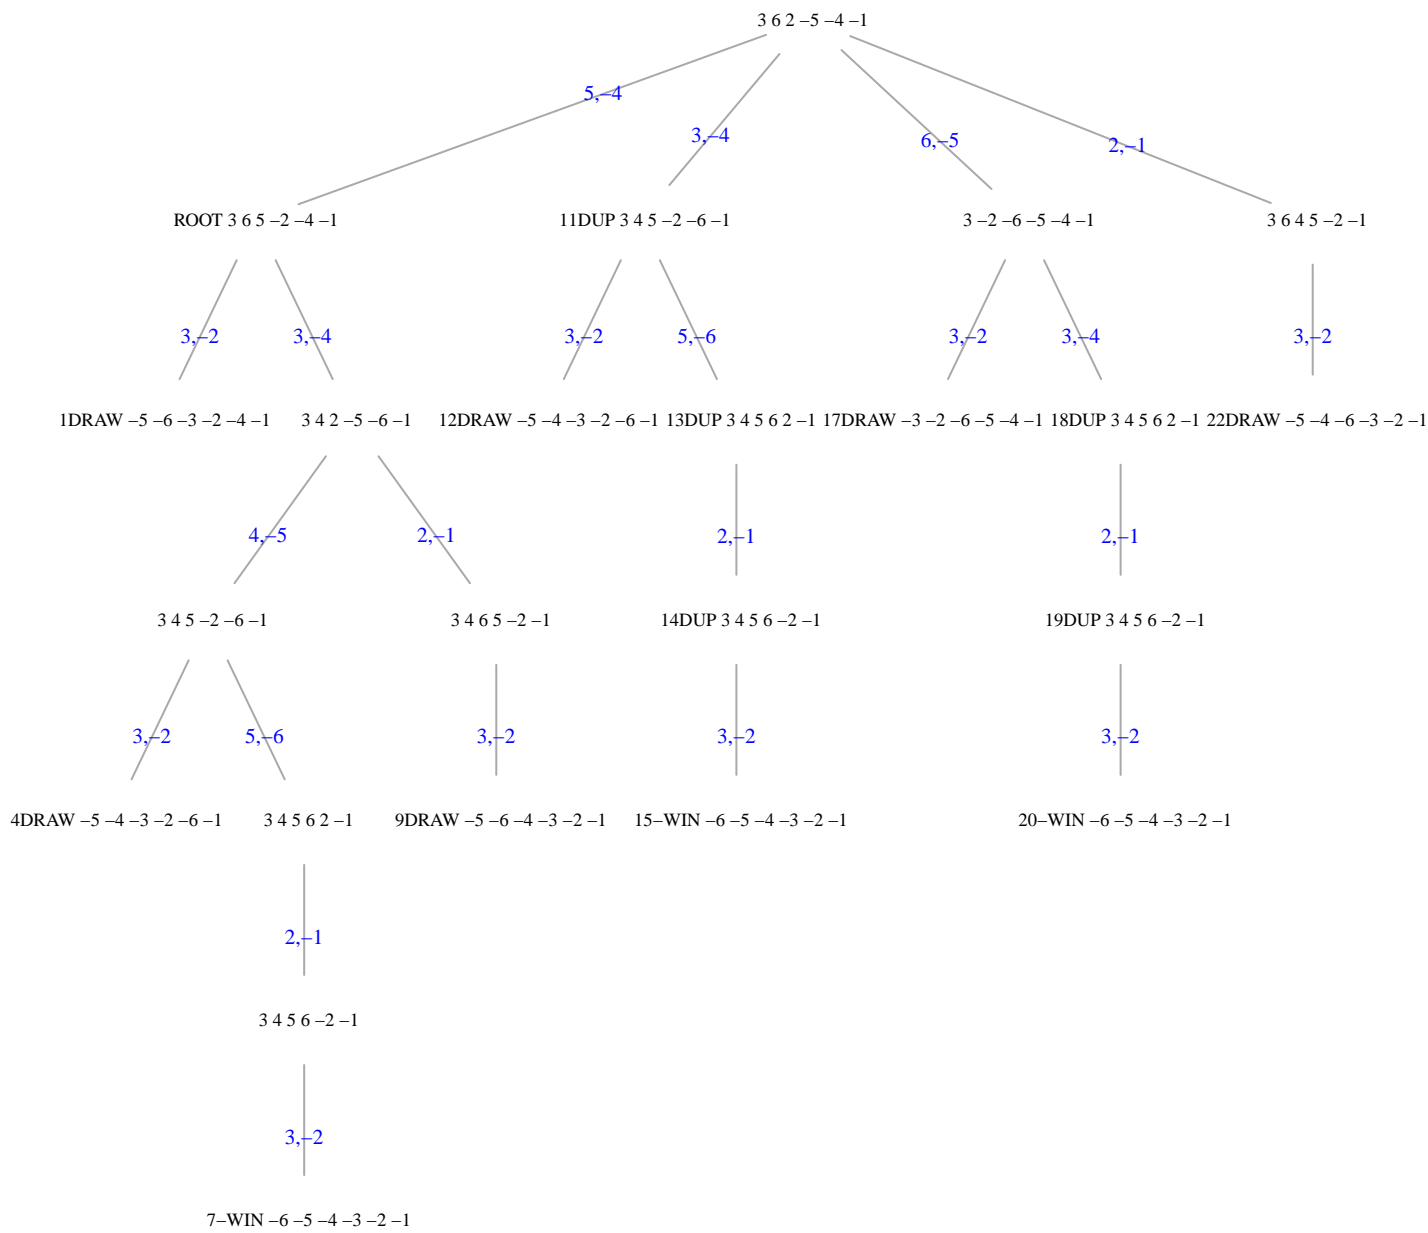 3 6 2 –5 –4 –1
5,–4
3,–4
6,–5
2,–1
ROOT 3 6 5 –2 –4 –1
11DUP 3 4 5 –2 –6 –1
3 –2 –6 –5 –4 –1
3 6 4 5 –2 –1
3,–2
3,–4
3,–2
5,–6
3,–2
3,–4
3,–2
1DRAW –5 –6 –3 –2 –4 –1
3 4 2 –5 –6 –1
12DRAW –5 –4 –3 –2 –6 –1
13DUP 3 4 5 6 2 –1
17DRAW –3 –2 –6 –5 –4 –1
18DUP 3 4 5 6 2 –1
22DRAW –5 –4 –6 –3 –2 –1
4,–5
2,–1
2,–1
2,–1
3 4 5 –2 –6 –1
3 4 6 5 –2 –1
14DUP 3 4 5 6 –2 –1
19DUP 3 4 5 6 –2 –1
3,–2
5,–6
3,–2
3,–2
3,–2
4DRAW –5 –4 –3 –2 –6 –1
3 4 5 6 2 –1
9DRAW –5 –6 –4 –3 –2 –1
15–WIN –6 –5 –4 –3 –2 –1
20–WIN –6 –5 –4 –3 –2 –1
2,–1
3 4 5 6 –2 –1
3,–2
7–WIN –6 –5 –4 –3 –2 –1